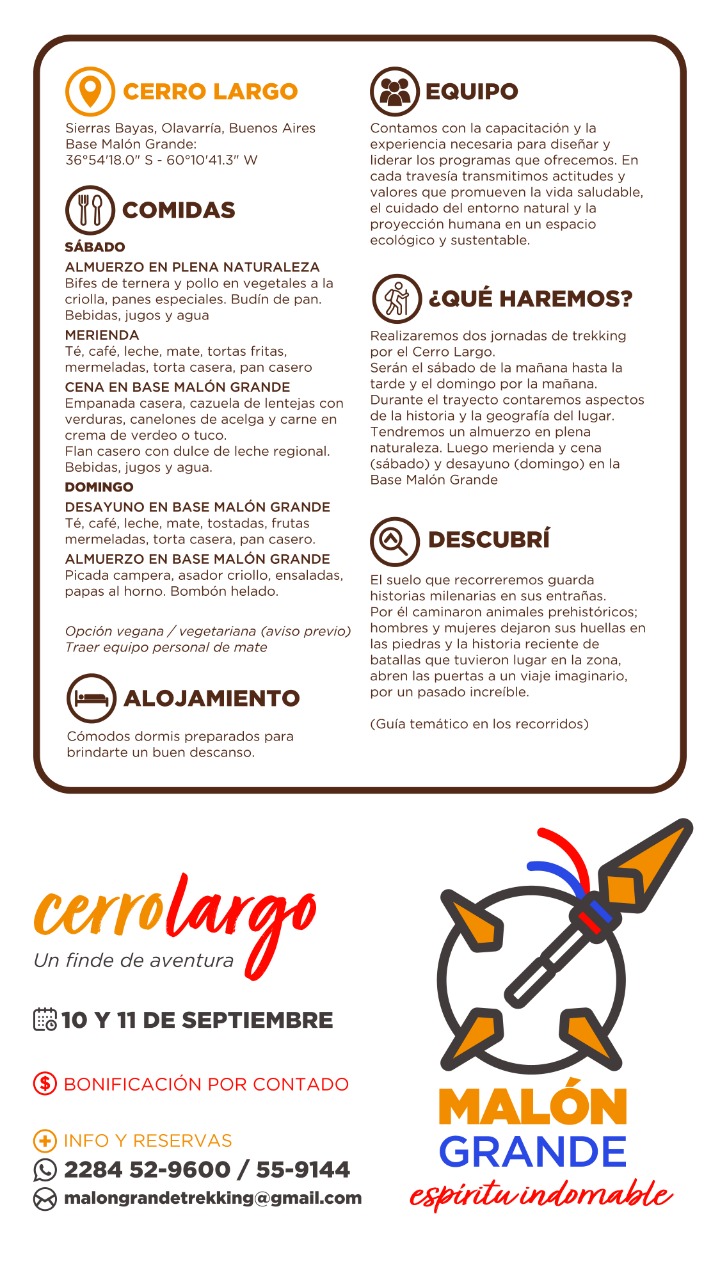 CERRO LARGO
Sierras Bayas, Olavarría, Buenos Aires
Base Malón Grande:
36°54'18.0" S - 60°10'41.3" W
COMIDAS
SÁBADO
ALMUERZO EN PLENA NATURALEZA
Bifes de ternera y pollo en vegetales a la
criolla, panes especiales. Budín de pan.
Bebidas, jugos y agua
MERIENDA
Té, café, leche, mate, tortas fritas,
mermeladas, torta casera, pan casero
CENA EN BASE MALÓN GRANDE
Empanada casera, cazuela de lentejas con
verduras, canelones de acelga y carne en
crema de verdeo o tuco.
Flan casero con dulce de leche regional.
Bebidas, jugos y agua.
DOMINGO
DESAYUNO EN BASE MALÓN GRANDE
Té, café, leche, mate, tostadas, frutas
mermeladas, torta casera, pan casero.
ALMUERZO EN BASE MALÓN GRANDE
Picada campera, asador criollo, ensaladas,
papas al horno. Bombón helado.
Opción vegana / vegetariana (aviso previo)
Traer equipo personal de mate
ALOJAMIENTO
Cómodos dormis preparados para
brindarte un buen descanso.
EQUIPO
Contamos con la capacitación y la
experiencia necesaria para diseñar y
liderar los programas que ofrecemos. En
cada travesía transmitimos actitudes y
valores que promueven la vida saludable,
el cuidado del entorno natural y la
proyección humana en un espacio
ecológico y sustentable.
¿QUÉ HAREMOS?
Realizaremos dos jornadas de trekking
por el Cerro Largo.
Serán el sábado de la mañana hasta la
tarde y el domingo por la mañana.
Durante el trayecto contaremos aspectos
de la historia y la geografía del lugar.
Tendremos un almuerzo en plena
naturaleza. Luego merienda y cena
(sábado) y desayuno (domingo) en la
Base Malón Grande
DESCUBRÍ
El suelo que recorreremos guarda
historias milenarias en sus entrañas.
Por él caminaron animales prehistóricos;
hombres y mujeres dejaron sus huellas en
las piedras y la historia reciente de
batallas que tuvieron lugar en la zona,
abren las puertas a un viaje imaginario,
por un pasado increíble.
(Guía temático en los recorridos)
cerrolargo
Un finde de aventura
10 Y 11 DE SEPTIEMBRE
$ BONIFICACIÓN POR CONTADO
INFO Y RESERVAS
2284 52-9600 / 55-9144
malongrandetrekking@gmail.com
MALÓN
GRANDE
espíritu indomable